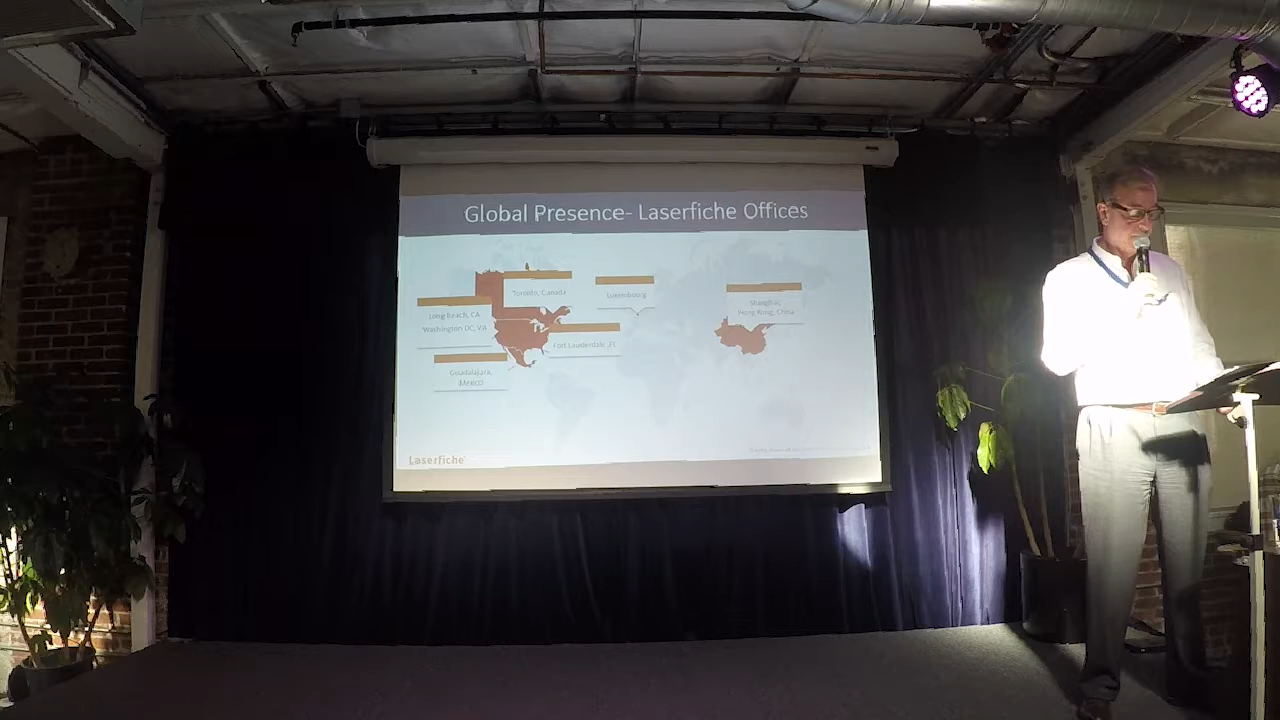 Global Presence- Laserfiche Offices
Toronto, Canada
Luxembourg
Shanghai,
Hong Kong, China
Long Beach, CA
Washington DC, VA
Fort Lauderdale ,FL
Guadalajara,
Mexico
Laserfiche